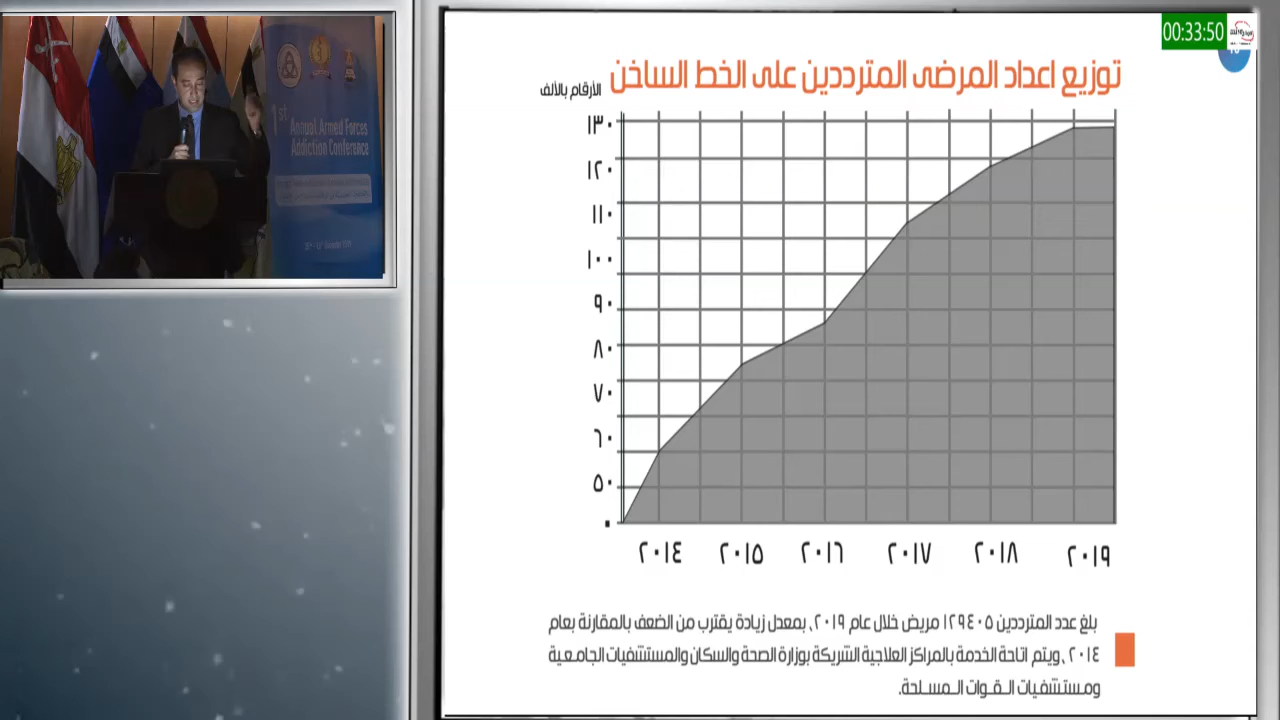 00:33:50
توزيع اعداد المرضى المترددين على الخط الساخن
الأرقام بالألف
١٣٠
١٢٠
١١٠
١٠٠
٩٠
٨٠
٧٠
٦٠
٥٠
٠
٢٠١٤ ٢٠١٥ ٢٠١٦ ٢٠١٧ ٢٠١٨ ٢٠١٩
بلغ عدد المترددين ١٢٩٤٠٥ مريض خلال عام ٢٠١٩، بمعدل زيادة يقترب من الضعف بالمقارنة بعام
٢٠١٤ ،ويتم اتاحة الخدمة بالمراكز العلاجية الشريكة بوزارة الصحة والسكان والمستشفيات الجامعية
ومستشفيات القوات المسلحة.
1st
Annual Armed Forces
Addiction Conference